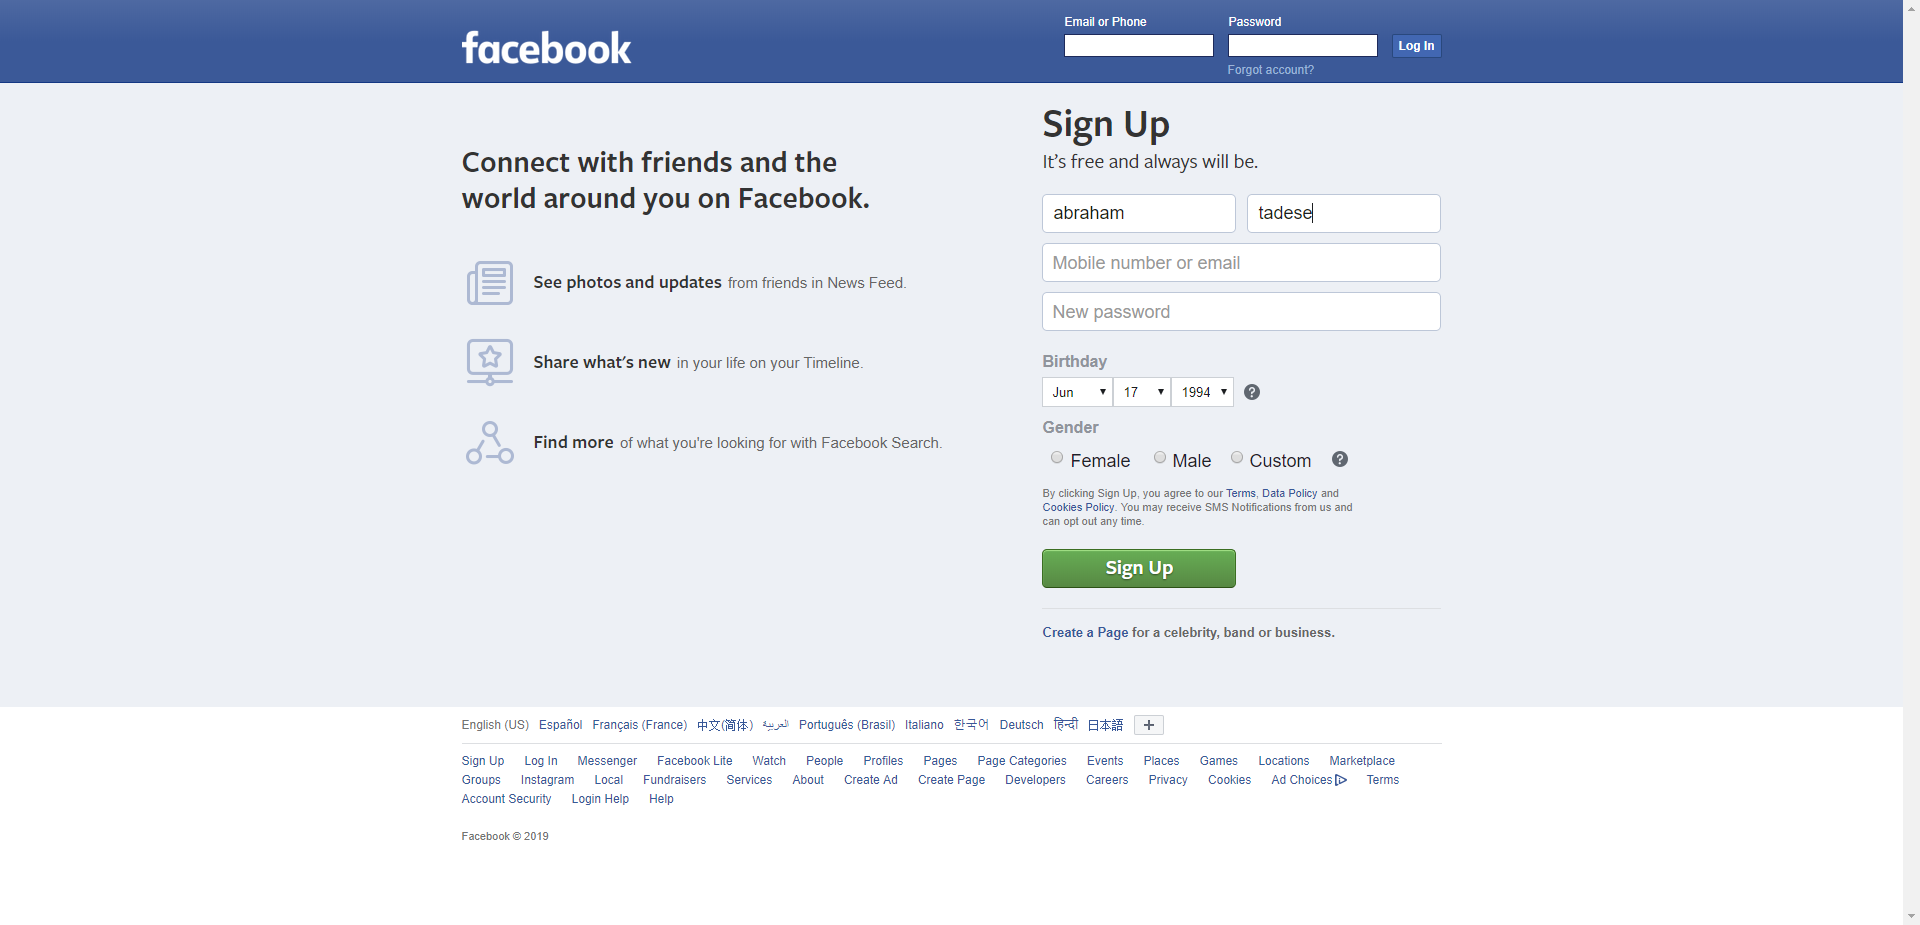 facebook
Email or Phone
Password
Log In
Forgot account?
Connect with friends and the
world around you on Facebook.
See photos and updates from friends in News Feed.
Share what's new in your life on your Timeline.
Find more of what you're looking for with Facebook Search.
Sign Up
It's free and always will be.
abraham tadese
Mobile number or email
New password
Birthday
Jun 17 1994 ?
Gender
Female Male Custom ?
By clicking Sign Up, you agree to our Terms, Data Policy and
Cookies Policy. You may receive SMS Notifications from us and
can opt out any time.
Sign Up
Create a Page for a celebrity, band or business.
English (US) Español Français (France) 中文(简体) العربية Português (Brasil) Italiano 한국어 Deutsch हिन्दी 日本語 +
Sign Up Log In Messenger Facebook Lite Watch People Profiles Pages Page Categories Events Places Games Locations Marketplace
Groups Instagram Local Fundraisers Services About Create Ad Create Page Developers Careers Privacy Cookies Ad Choices Terms
Account Security Login Help Help
Facebook © 2019